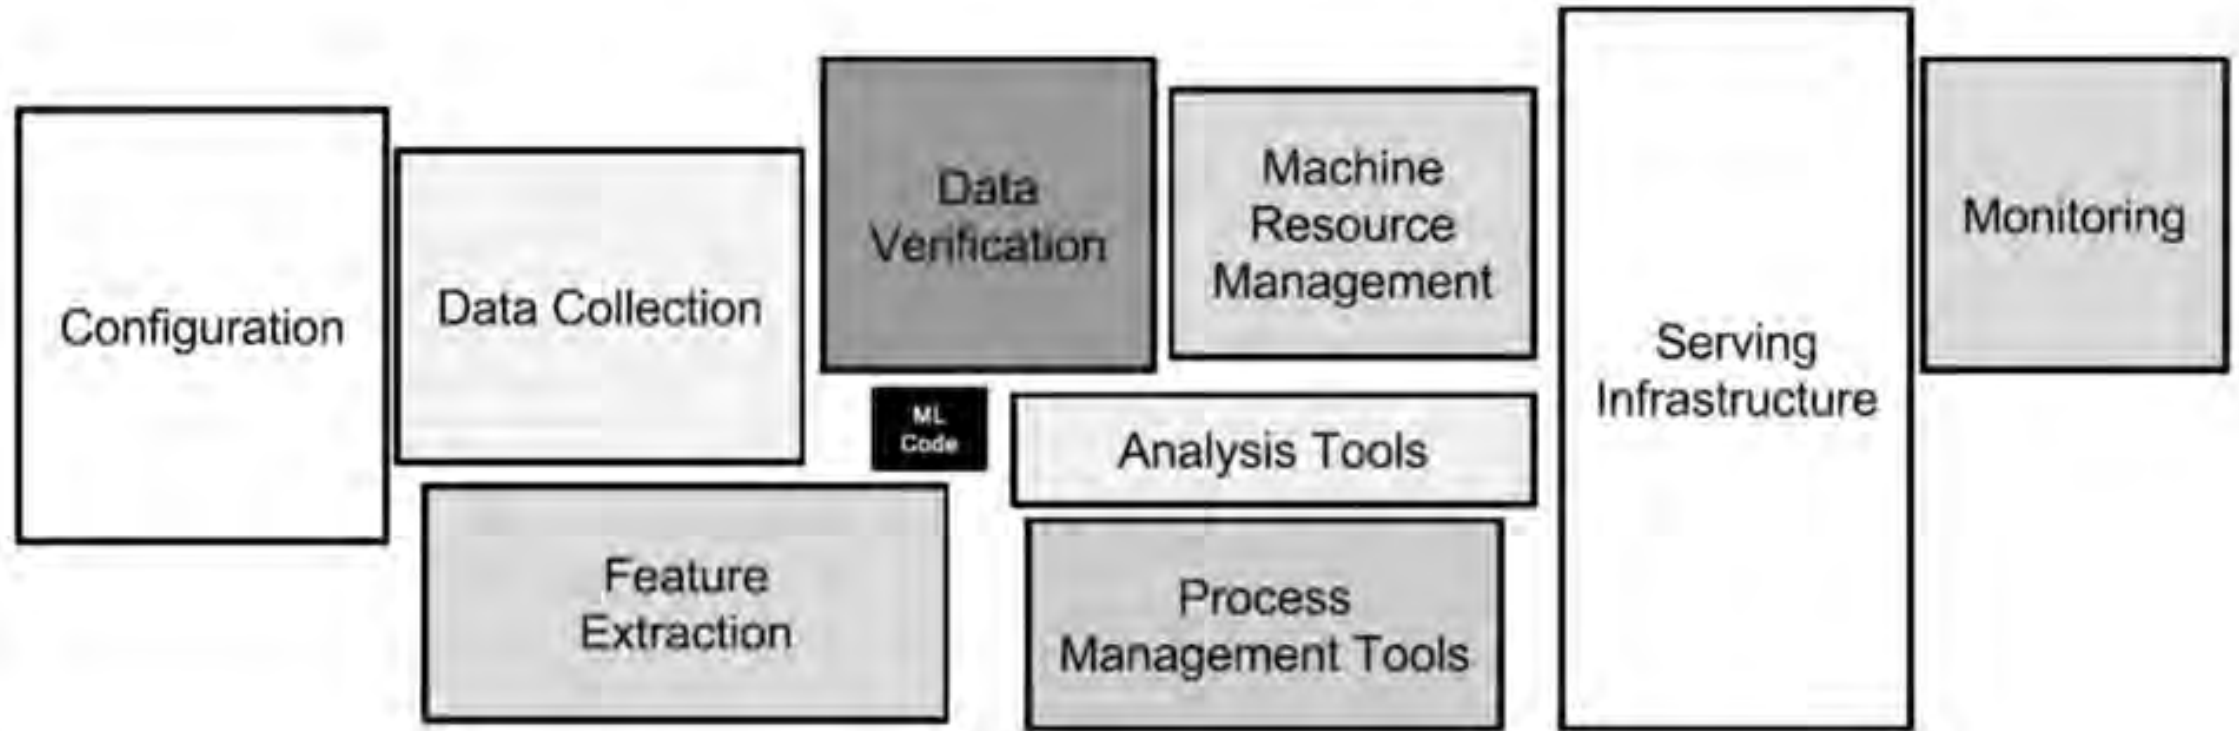 Configuration
Data Collection
Data
Verification
Machine
Resource
Management
Serving
Infrastructure
Monitoring
ML
Code
Analysis Tools
Feature
Extraction
Process
Management Tools